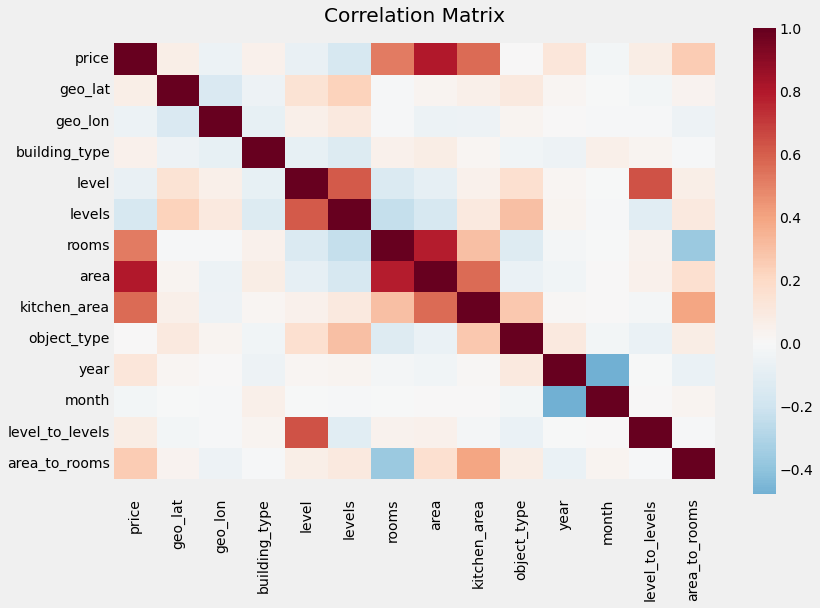 Correlation Matrix
price
geo_lat
geo_lon
building_type
level
levels
rooms
area
kitchen_area
object_type
year
month
level_to_levels
area_to_rooms
price
geo_lat
geo_lon
building_type
level
levels
rooms
area
kitchen_area
object_type
year
month
level_to_levels
area_to_rooms
1.0
0.8
0.6
0.4
0.2
0.0
−0.2
−0.4